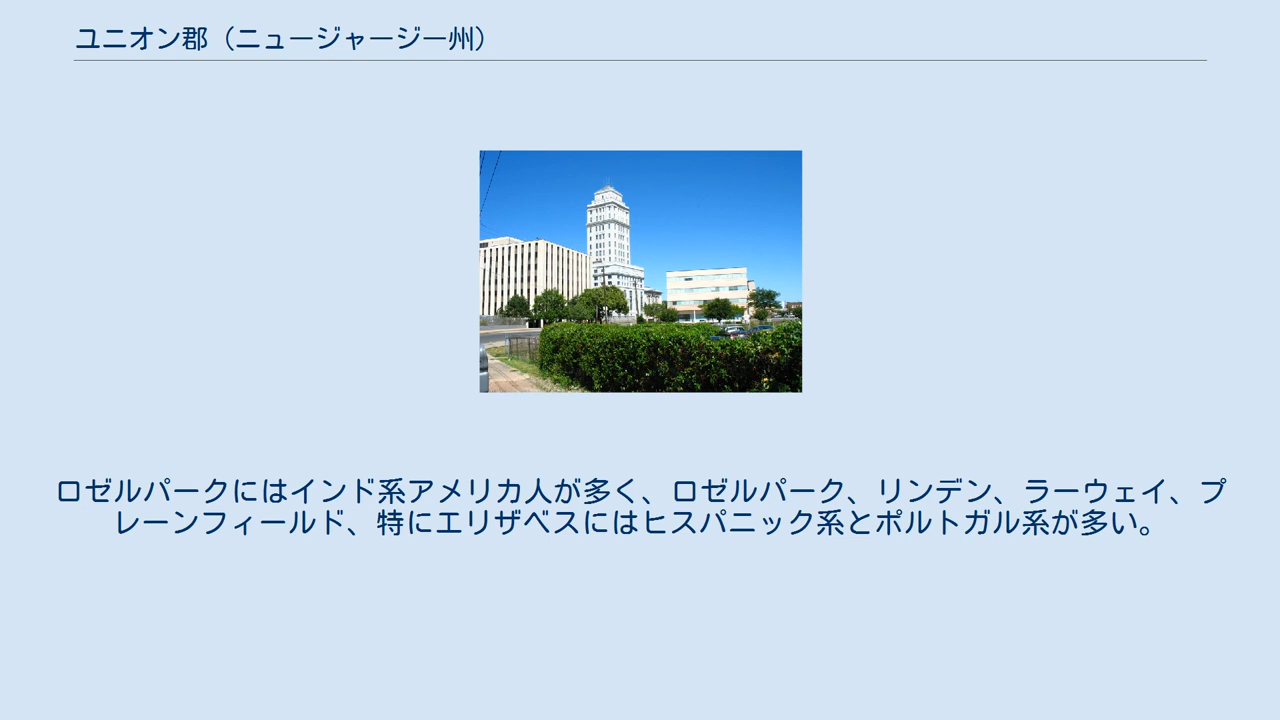 ユニオン郡（ニュージャージー州）
ロゼルパークにはインド系アメリカ人が多く、ロゼルパーク、リンデン、ラーウェイ、プ
レーンフィールド、特にエリザベスにはヒスパニック系とポルトガル系が多い。